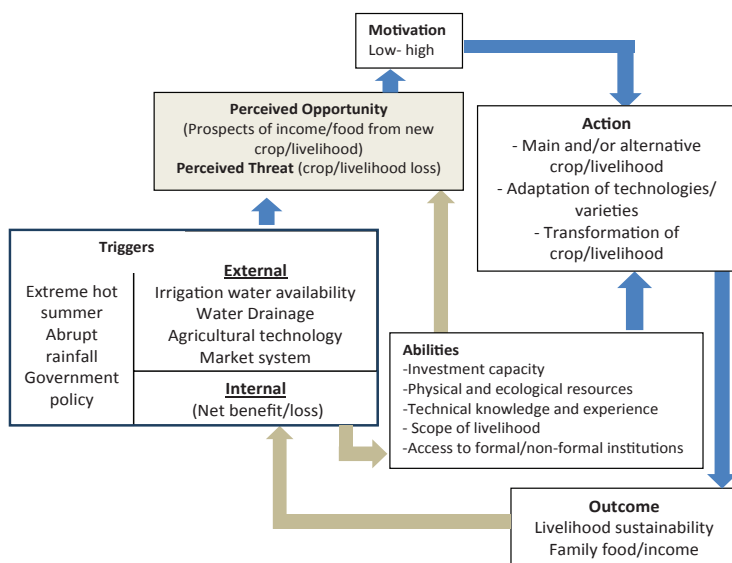 Motivation
Low- high
Perceived Opportunity
(Prospects of income/food from new
crop/livelihood)
Perceived Threat (crop/livelihood loss)
Action
- Main and/or alternative
crop/livelihood
- Adaptation of technologies/
varieties
- Transformation of
crop/livelihood
Triggers
Extreme hot
summer
Abrupt
rainfall
Government
policy
External
Irrigation water availability
Water Drainage
Agricultural technology
Market system
Internal
(Net benefit/loss)
Abilities
-Investment capacity
-Physical and ecological resources
-Technical knowledge and experience
- Scope of livelihood
-Access to formal/non-formal institutions
Outcome
Livelihood sustainability
Family food/income